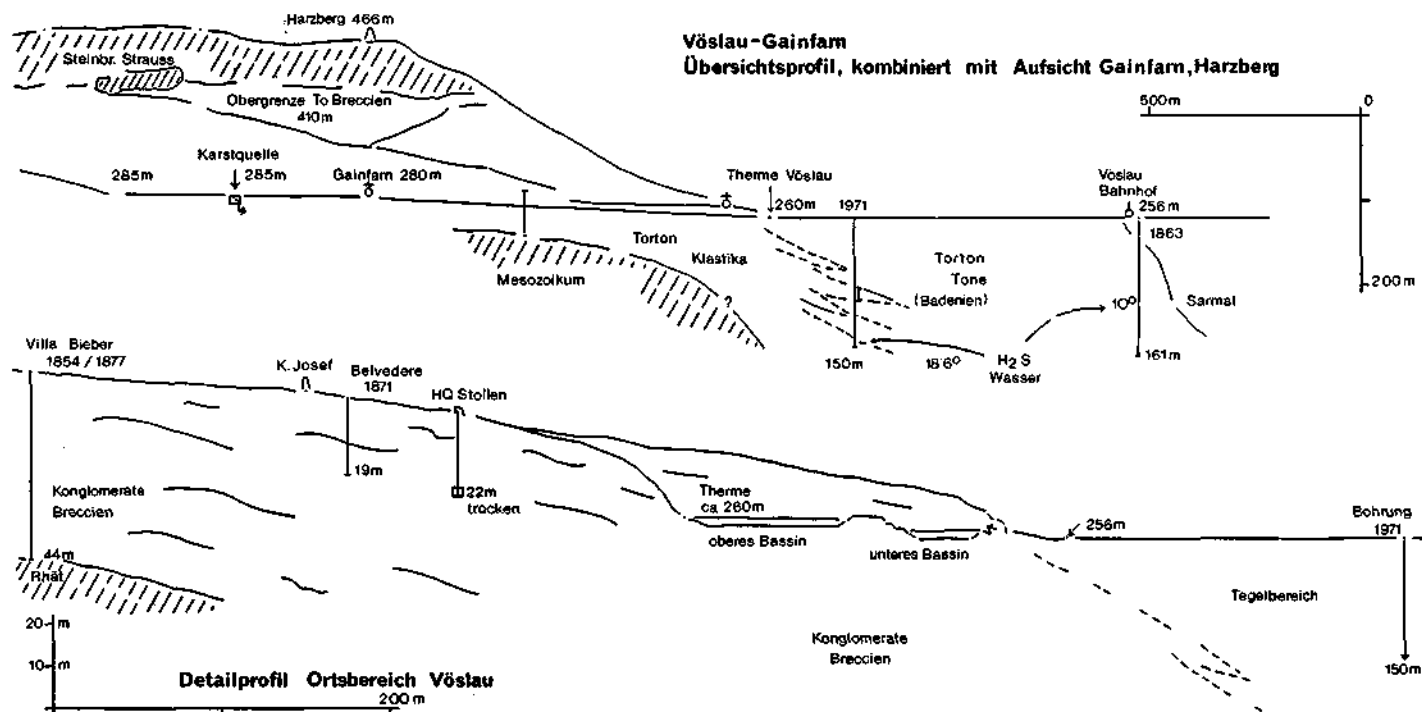 Harzberg 466m
Vöslau-Gainfarn
Übersichtsprofil, kombiniert mit Aufsicht Gainfarn, Harzberg
Steinbr. Strauss
Obergrenze To Breccien
410m
500m
0
Karstquelle
285m
285m
Gainfarn 280m
Therme Vöslau
260m
1971
Vöslau
Bahnhof
256m
1863
Torton
Klastika
Mesozoikum
Torton
Tone
(Badenien)
Sarmat
200m
10°
150m
18'6°
H2S
Wasser
161m
Villa Bieber
1854 / 1877
K. Josef
Belvedere
1871
HQ Stollen
19m
22m
trocken
Konglomerate
Breccien
Therme
ca 260m
oberes Bassin
unteres Bassin
256m
Bohrung
1971
44m
Rhät
Tegelbereich
Konglomerate
Breccien
20 m
10 m
150m
Detailprofil Ortsbereich Vöslau
200m